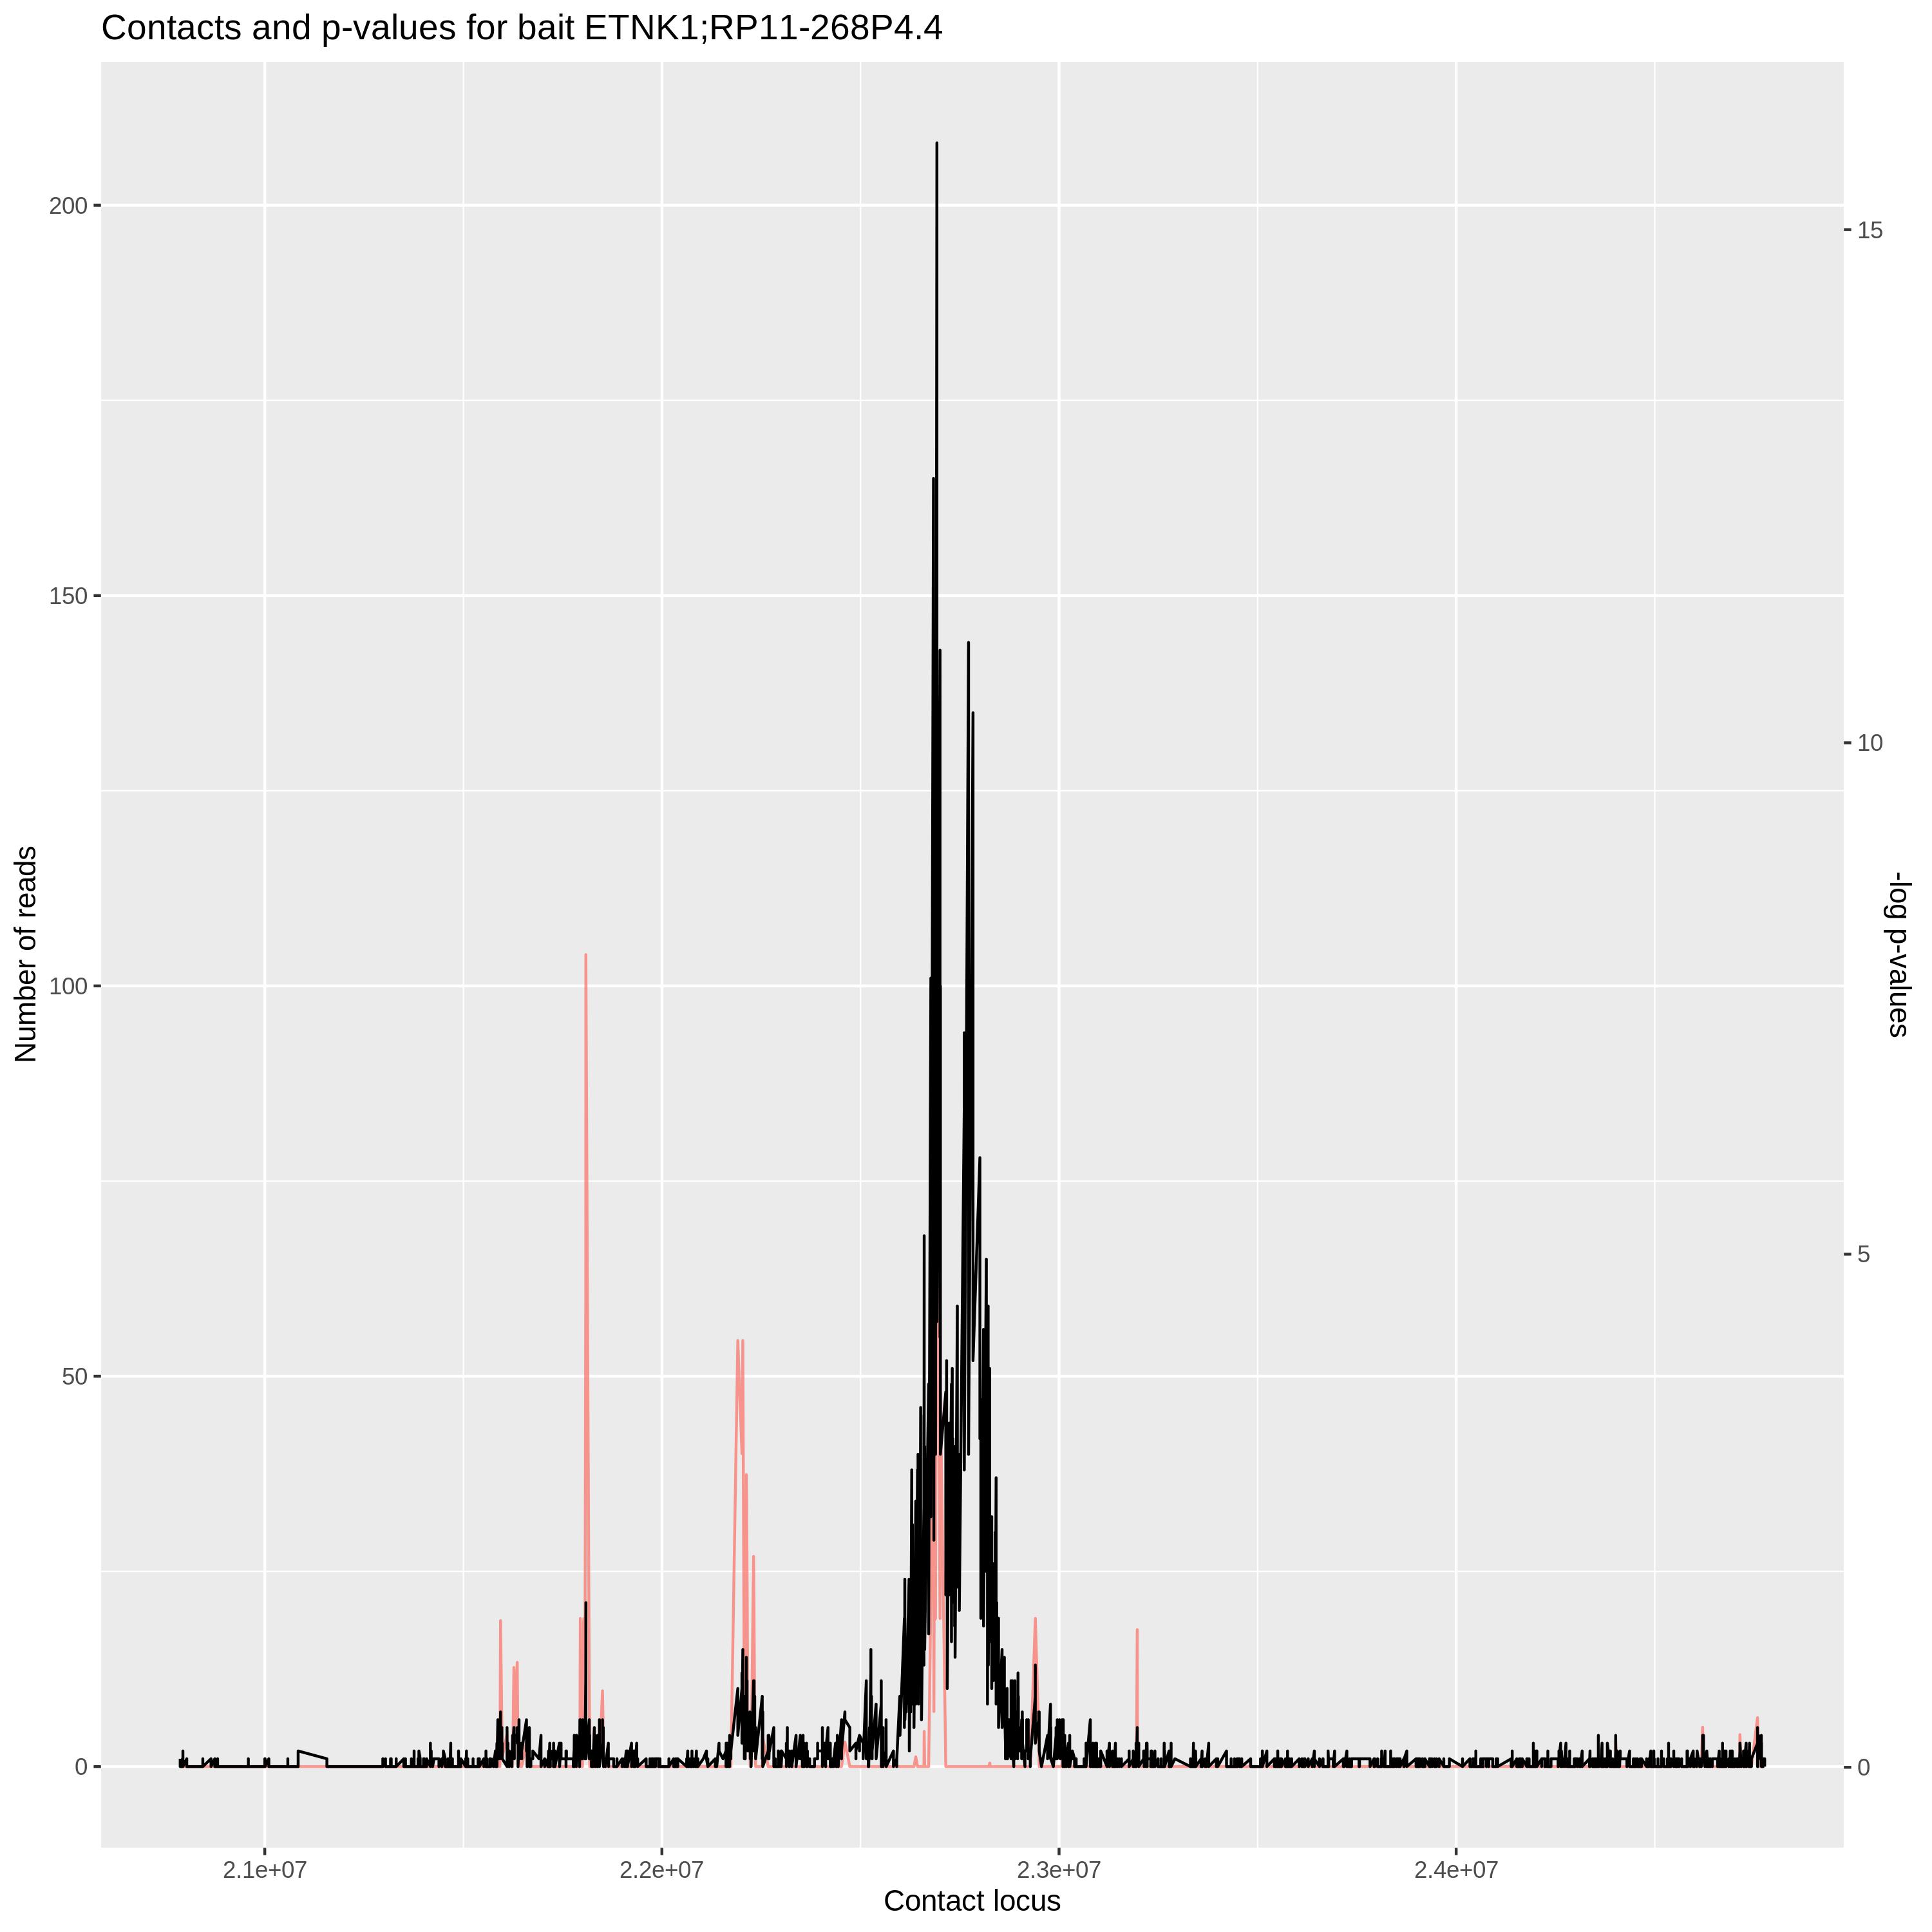 Contacts and p-values for bait ETNK1;RP11-268P4.4
200
150
100
50
0
Number of reads
15
10
5
0
-log p-values
2.1e+07
2.2e+07
2.3e+07
2.4e+07
Contact locus